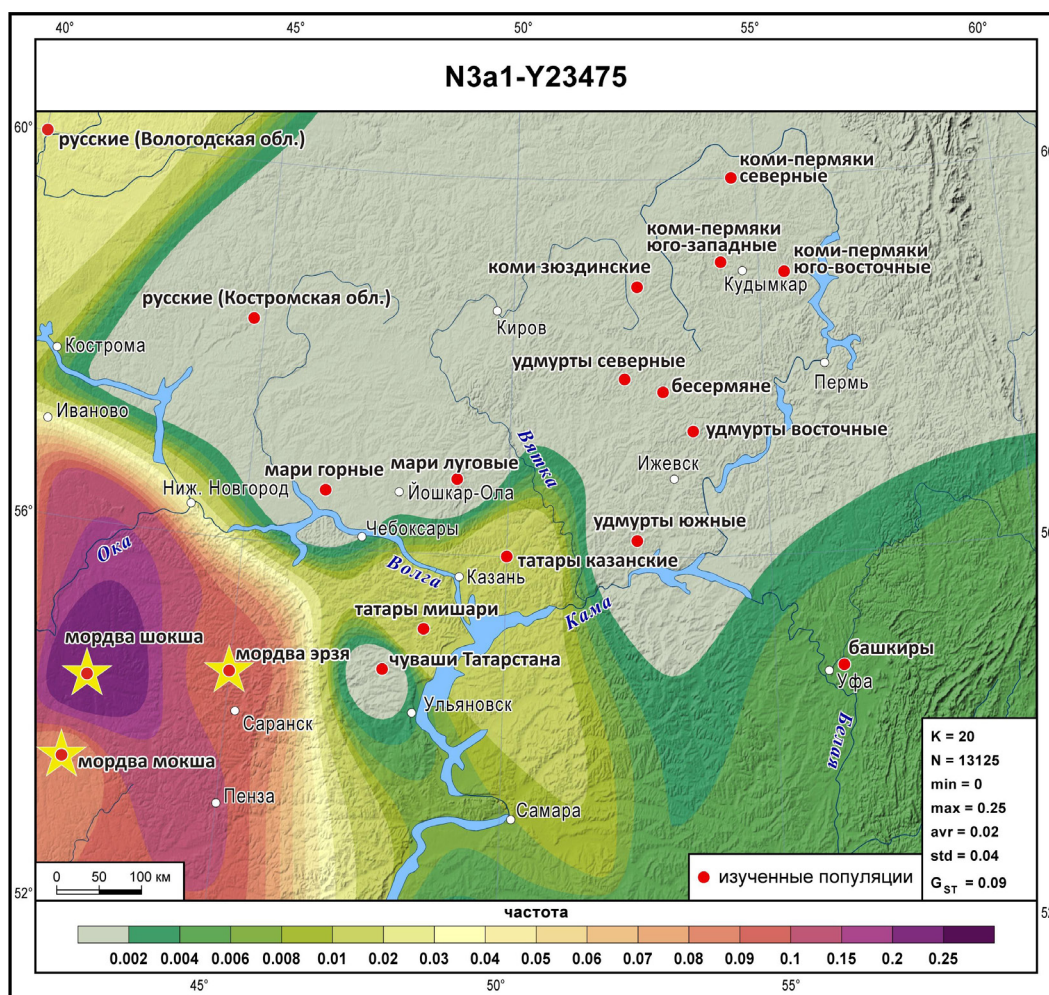 40° 45° 50° 55° 60°
N3a1-Y23475
60°
русские (Вологодская обл.)
коми-пермяки
северные
коми-пермяки
юго-западные
коми-пермяки
юго-восточные
Кудымкар
коми зюздинские
русские (Костромская обл.)
Киров
Кострома
удмурты северные
Пермь
бесермяне
Иваново
удмурты восточные
Вятка
мари горные
мари луговые
Ижевск
Ниж. Новгород
Йошкар-Ола
56°
Чебоксары
удмурты южные
Ока
татары казанские
Волга
Казань
Кама
татары мишари
мордва шокша
мордва эрзя
чуваши Татарстана
башкиры
Уфа
Саранск
Ульяновск
Белая
мордва мокша
Пенза
Самара
K = 20
N = 13125
min = 0
max = 0.25
avr = 0.02
std = 0.04
GST = 0.09
0 50 100 км
изученные популяции
52°
частота
0.002 0.004 0.006 0.008 0.01 0.02 0.03 0.04 0.05 0.06 0.07 0.08 0.09 0.1 0.15 0.2 0.25
45° 50° 55°